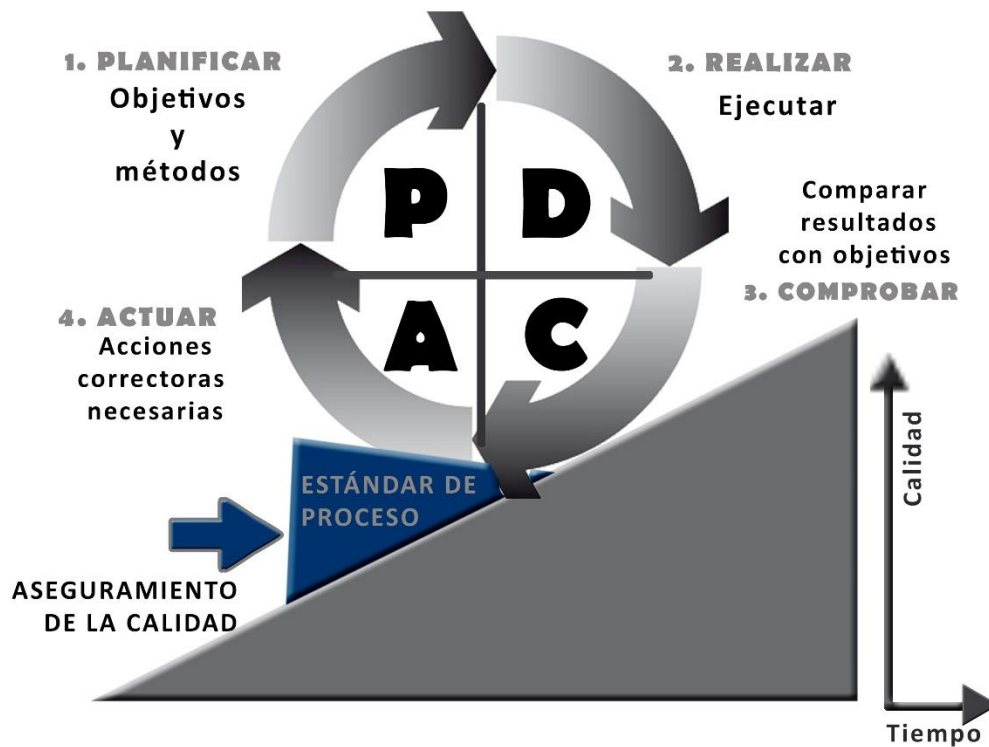 1. PLANIFICAR
Objetivos
y
métodos
2. REALIZAR
Ejecutar
P
D
A
C
Comparar
resultados
con objetivos
3. COMPROBAR
4. ACTUAR
Acciones
correctoras
necesarias
ESTÁNDAR DE
PROCESO
ASEGURAMIENTO
DE LA CALIDAD
Calidad
Tiempo